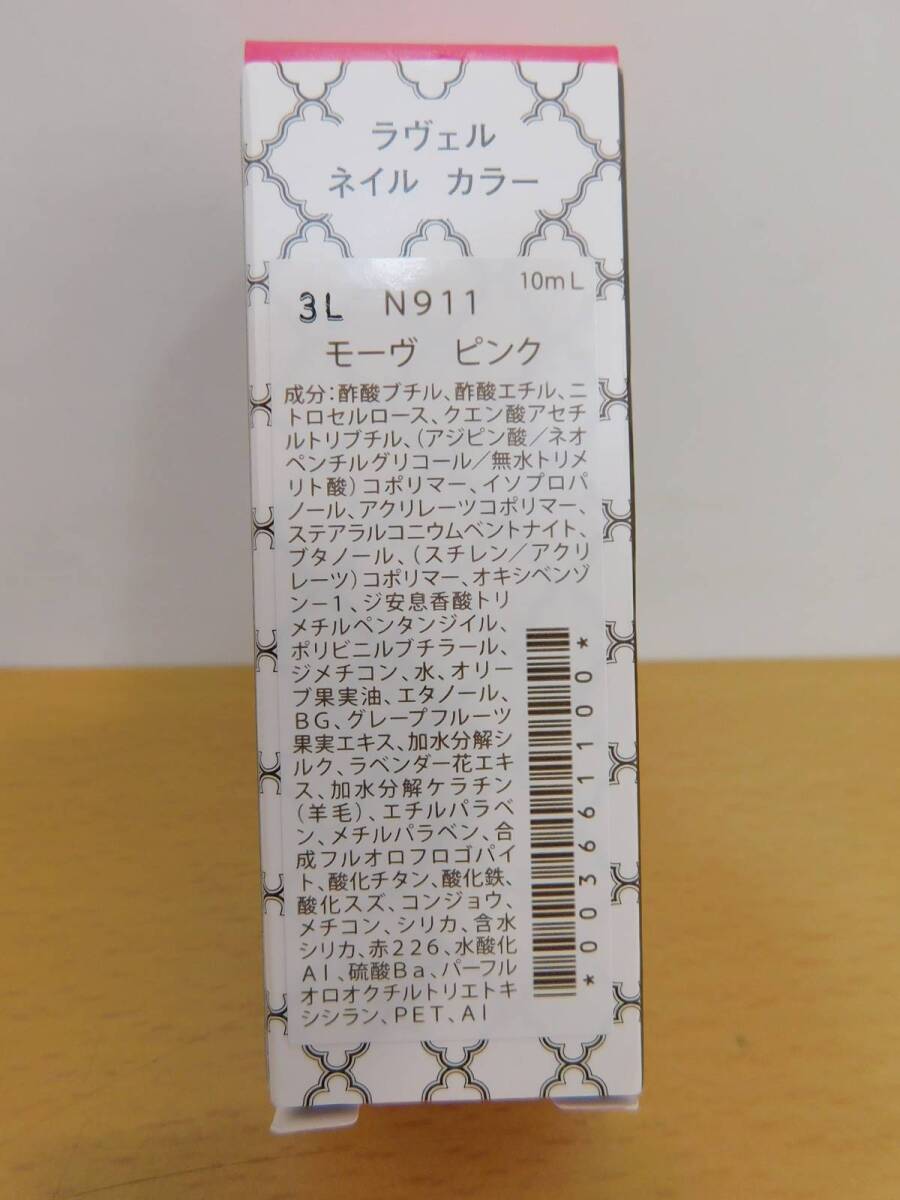 ラヴェル
ネイル カラー
10mL
3L N911
モーヴ ピンク
成分：酢酸ブチル、酢酸エチル、ニ
トロセルロース、クエン酸アセチ
ルトリブチル、（アジピン酸／ネオ
ペンチルグリコール／無水トリメ
リト酸）コポリマー、イソプロパ
ノール、アクリレーツコポリマー、
ステアラルコニウムベントナイト、
ブタノール、（スチレン／アクリ
レーツ）コポリマー、オキシベンゾ
ン−1、ジ安息香酸トリ
メチルペンタンジイル、
ポリビニルブチラール、
ジメチコン、水、オリー
ブ果実油、エタノール、
BG、グレープフルーツ
果実エキス、加水分解シ
ルク、ラベンダー花エキ
ス、加水分解ケラチン
（羊毛）、エチルパラベ
ン、メチルパラベン、合
成フルオロフロゴパイ
ト、酸化チタン、酸化鉄、
酸化スズ、コンジョウ、
メチコン、シリカ、含水
シリカ、赤226、水酸化
Al、硫酸Ba、パーフル
オロオクチルトリエトキ
シシラン、PET、Al
*003661100*